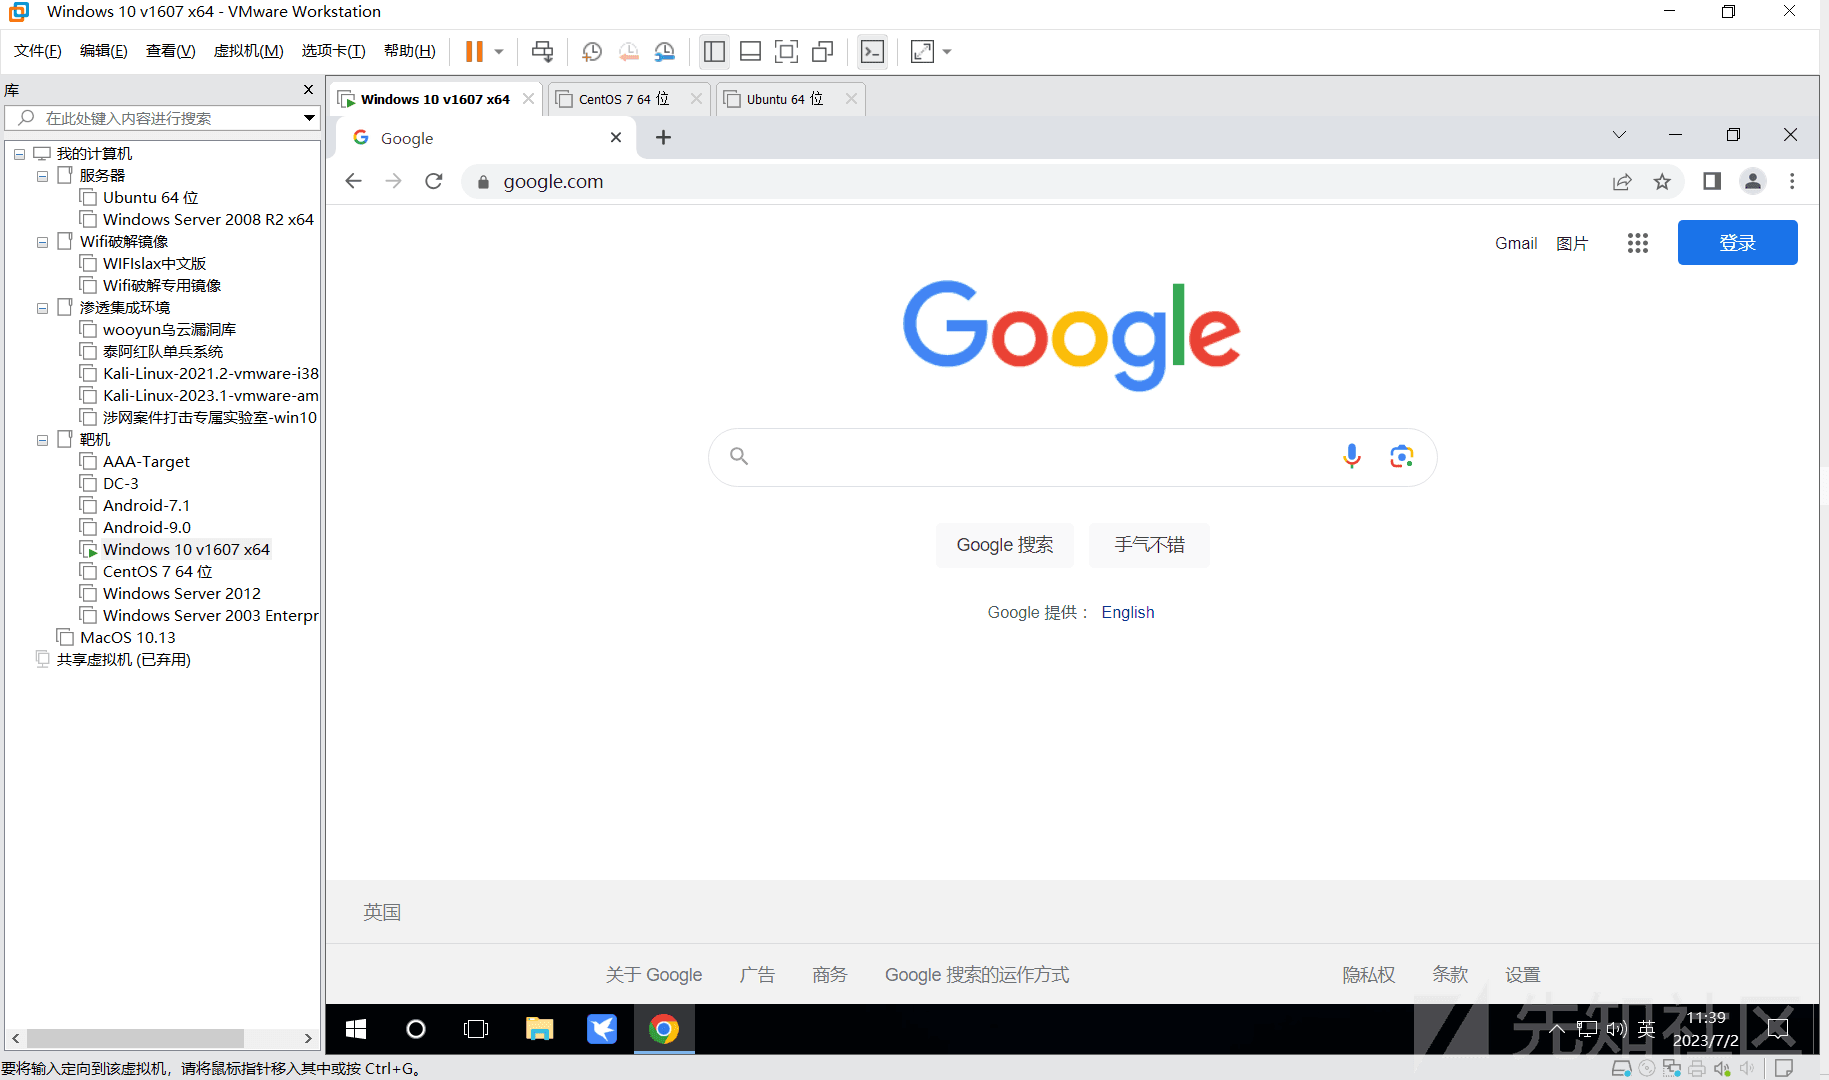 Windows 10 v1607 x64 - VMware Workstation
文件(F) 编辑(E) 查看(V) 虚拟机(M) 选项卡(T) 帮助(H)
库
在此处键入内容进行搜索
我的计算机
服务器
Ubuntu 64 位
Windows Server 2008 R2 x64
Wifi破解镜像
WIFIslax中文版
Wifi破解专用镜像
渗透集成环境
wooyun乌云漏洞库
泰阿红队单兵系统
Kali-Linux-2021.2-vmware-i38
Kali-Linux-2023.1-vmware-am
涉网案件打击专属实验室-win10
靶机
AAA-Target
DC-3
Android-7.1
Android-9.0
Windows 10 v1607 x64
CentOS 7 64 位
Windows Server 2012
Windows Server 2003 Enterpr
MacOS 10.13
共享虚拟机 (已弃用)
Windows 10 v1607 x64 CentOS 7 64 位 Ubuntu 64 位
Google
google.com
Gmail 图片 登录
Google
Google 搜索 手气不错
Google 提供： English
英国
关于 Google 广告 商务 Google 搜索的运作方式 隐私权 条款 设置
英 11:39
2023/7/2
先知社区
要将输入定向到该虚拟机，请将鼠标指针移入其中或按 Ctrl+G。